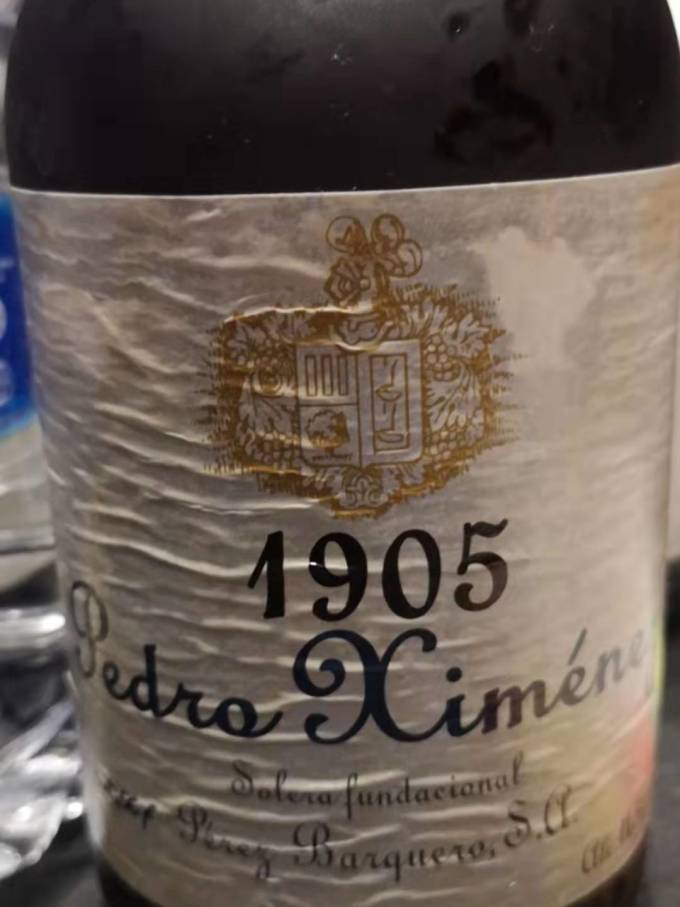 1905
Pedro Ximéne
Solera fundacional
Pérez Barquero, S.A.